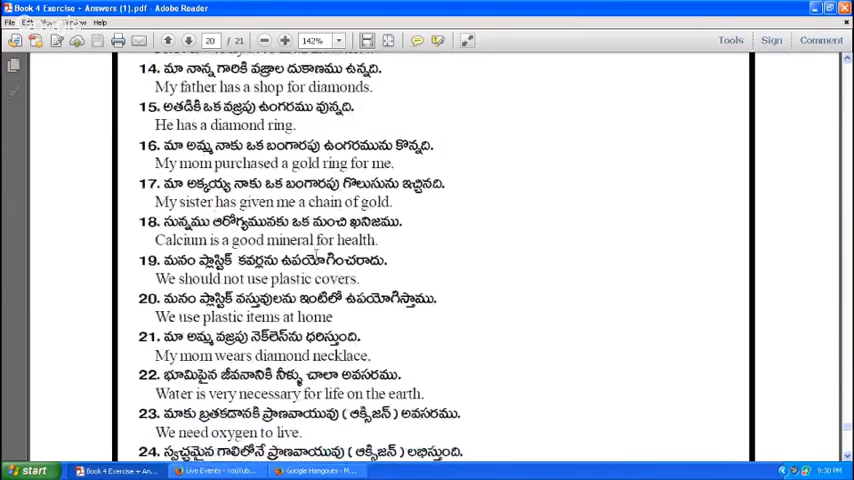 Book 4 Exercise + Answers (1).pdf - Adobe Reader
File Edit View Window Help
20 / 21 142% Tools Sign Comment
14. మా నాన్న గారికి వజ్రాల దుకాణము ఉన్నది.
My father has a shop for diamonds.
15. అతడికి ఒక వజ్రపు ఉంగరము వున్నది.
He has a diamond ring.
16. మా అమ్మ నాకు ఒక బంగారపు ఉంగరమును కొన్నది.
My mom purchased a gold ring for me.
17. మా అక్కయ్య నాకు ఒక బంగారపు గొలుసును ఇచ్చినది.
My sister has given me a chain of gold.
18. సున్నము ఆరోగ్యమునకు ఒక మంచి ఖనిజము.
Calcium is a good mineral for health.
19. మనం ప్లాస్టిక్ కవర్లను ఉపయోగించరాదు.
We should not use plastic covers.
20. మనం ప్లాస్టిక్ వస్తువులను ఇంటిలో ఉపయోగిస్తాము.
We use plastic items at home
21. మా అమ్మ వజ్రపు నెక్‌లెస్‌ను ధరిస్తుంది.
My mom wears diamond necklace.
22. భూమిపైన జీవనానికి నీళ్ళు చాలా అవసరము.
Water is very necessary for life on the earth.
23. మాకు బ్రతకడానకి ప్రాణవాయువు ( ఆక్సిజన్ ) అవసరము.
We need oxygen to live.
24. స్వచ్ఛమైన గాలిలోనే ప్రాణవాయువు ( ఆక్సిజన్ ) లభిస్తుంది.
start Book 4 Exercise + An... Live Events - YouTub... Google Hangouts - M... 9:30 PM